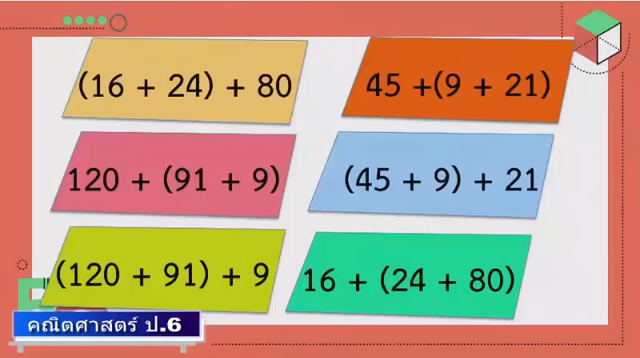 (16 + 24) + 80
45 +(9 + 21)
120 + (91 + 9)
(45 + 9) + 21
(120 + 91) + 9
16 + (24 + 80)
คณิตศาสตร์ ป.6